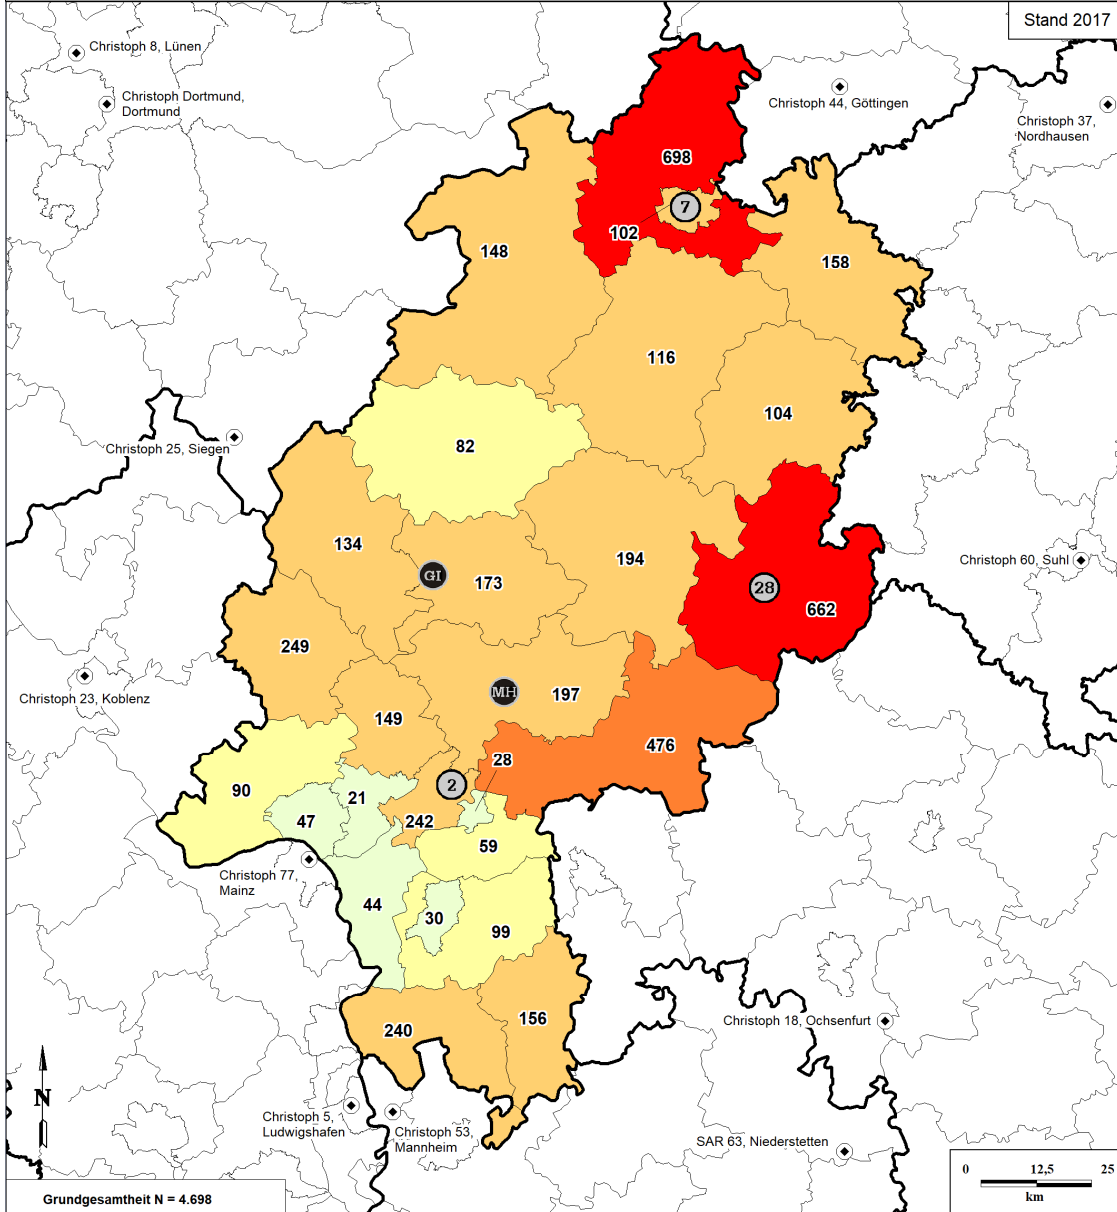 Stand 2017
Christoph 8, Lünen
Christoph Dortmund,
Dortmund
Christoph 44, Göttingen
Christoph 37,
Nordhausen
698
7
102
148
158
116
104
82
Christoph 25, Siegen
134
GI
173
194
Christoph 60, Suhl
28
662
249
Christoph 23, Koblenz
MH
197
149
476
28
2
90
21
47
242
59
Christoph 77,
Mainz
44
30
99
240
156
Christoph 18, Ochsenfurt
N
Christoph 5,
Ludwigshafen
Christoph 53,
Mannheim
SAR 63, Niederstetten
0 12,5 25
km
Grundgesamtheit N = 4.698